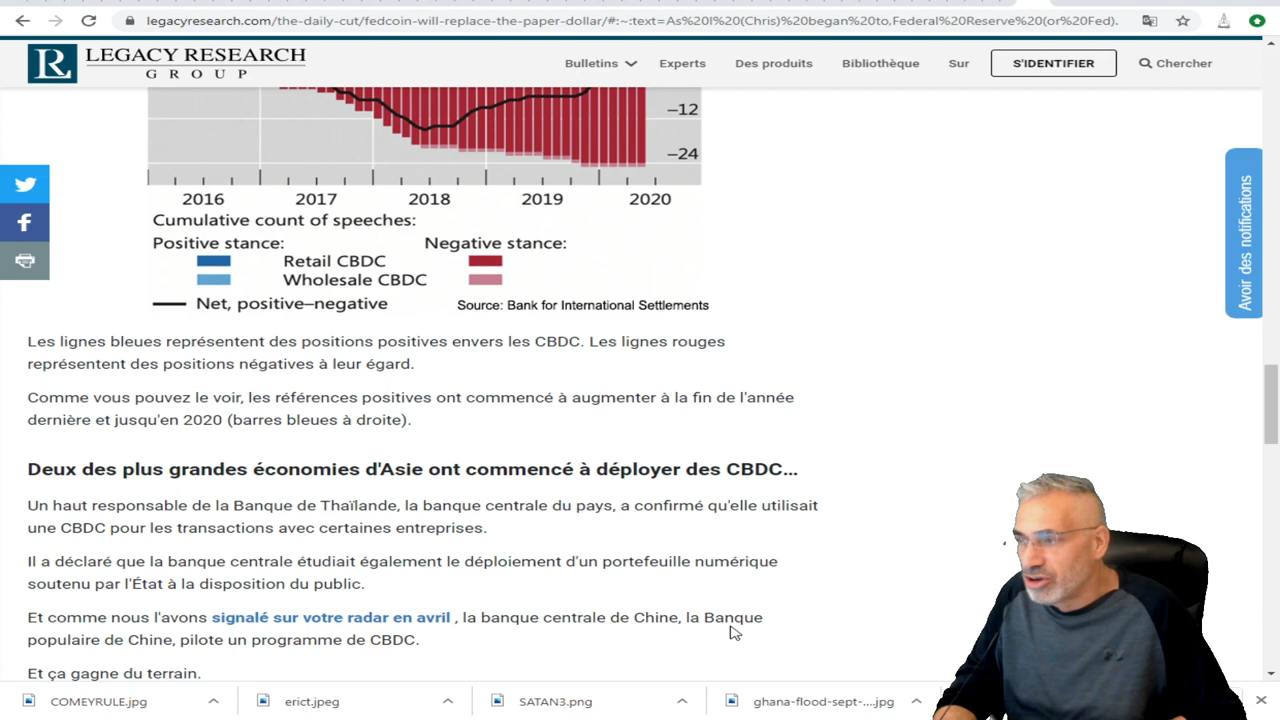 legacyresearch.com/the-daily-cut/fedcoin-will-replace-the-paper-dollar/#:~:text=As%20I%20(Chris)%20began%20to,Federal%20Reserve%20(or%20Fed).
LEGACY RESEARCH
GROUP
Bulletins
Experts
Des produits
Bibliothèque
Sur
S'IDENTIFIER
Chercher
−12
−24
2016 2017 2018 2019 2020
Cumulative count of speeches:
Positive stance: Negative stance:
Retail CBDC
Wholesale CBDC
Net, positive–negative Source: Bank for International Settlements
Avoir des notifications
Les lignes bleues représentent des positions positives envers les CBDC. Les lignes rouges
représentent des positions négatives à leur égard.
Comme vous pouvez le voir, les références positives ont commencé à augmenter à la fin de l'année
dernière et jusqu'en 2020 (barres bleues à droite).
Deux des plus grandes économies d'Asie ont commencé à déployer des CBDC...
Un haut responsable de la Banque de Thaïlande, la banque centrale du pays, a confirmé qu'elle utilisait
une CBDC pour les transactions avec certaines entreprises.
Il a déclaré que la banque centrale étudiait également le déploiement d'un portefeuille numérique
soutenu par l'État à la disposition du public.
Et comme nous l'avons signalé sur votre radar en avril , la banque centrale de Chine, la Banque
populaire de Chine, pilote un programme de CBDC.
Et ça gagne du terrain.
COMEYRULE.jpg
erict.jpeg
SATAN3.png
ghana-flood-sept-....jpg